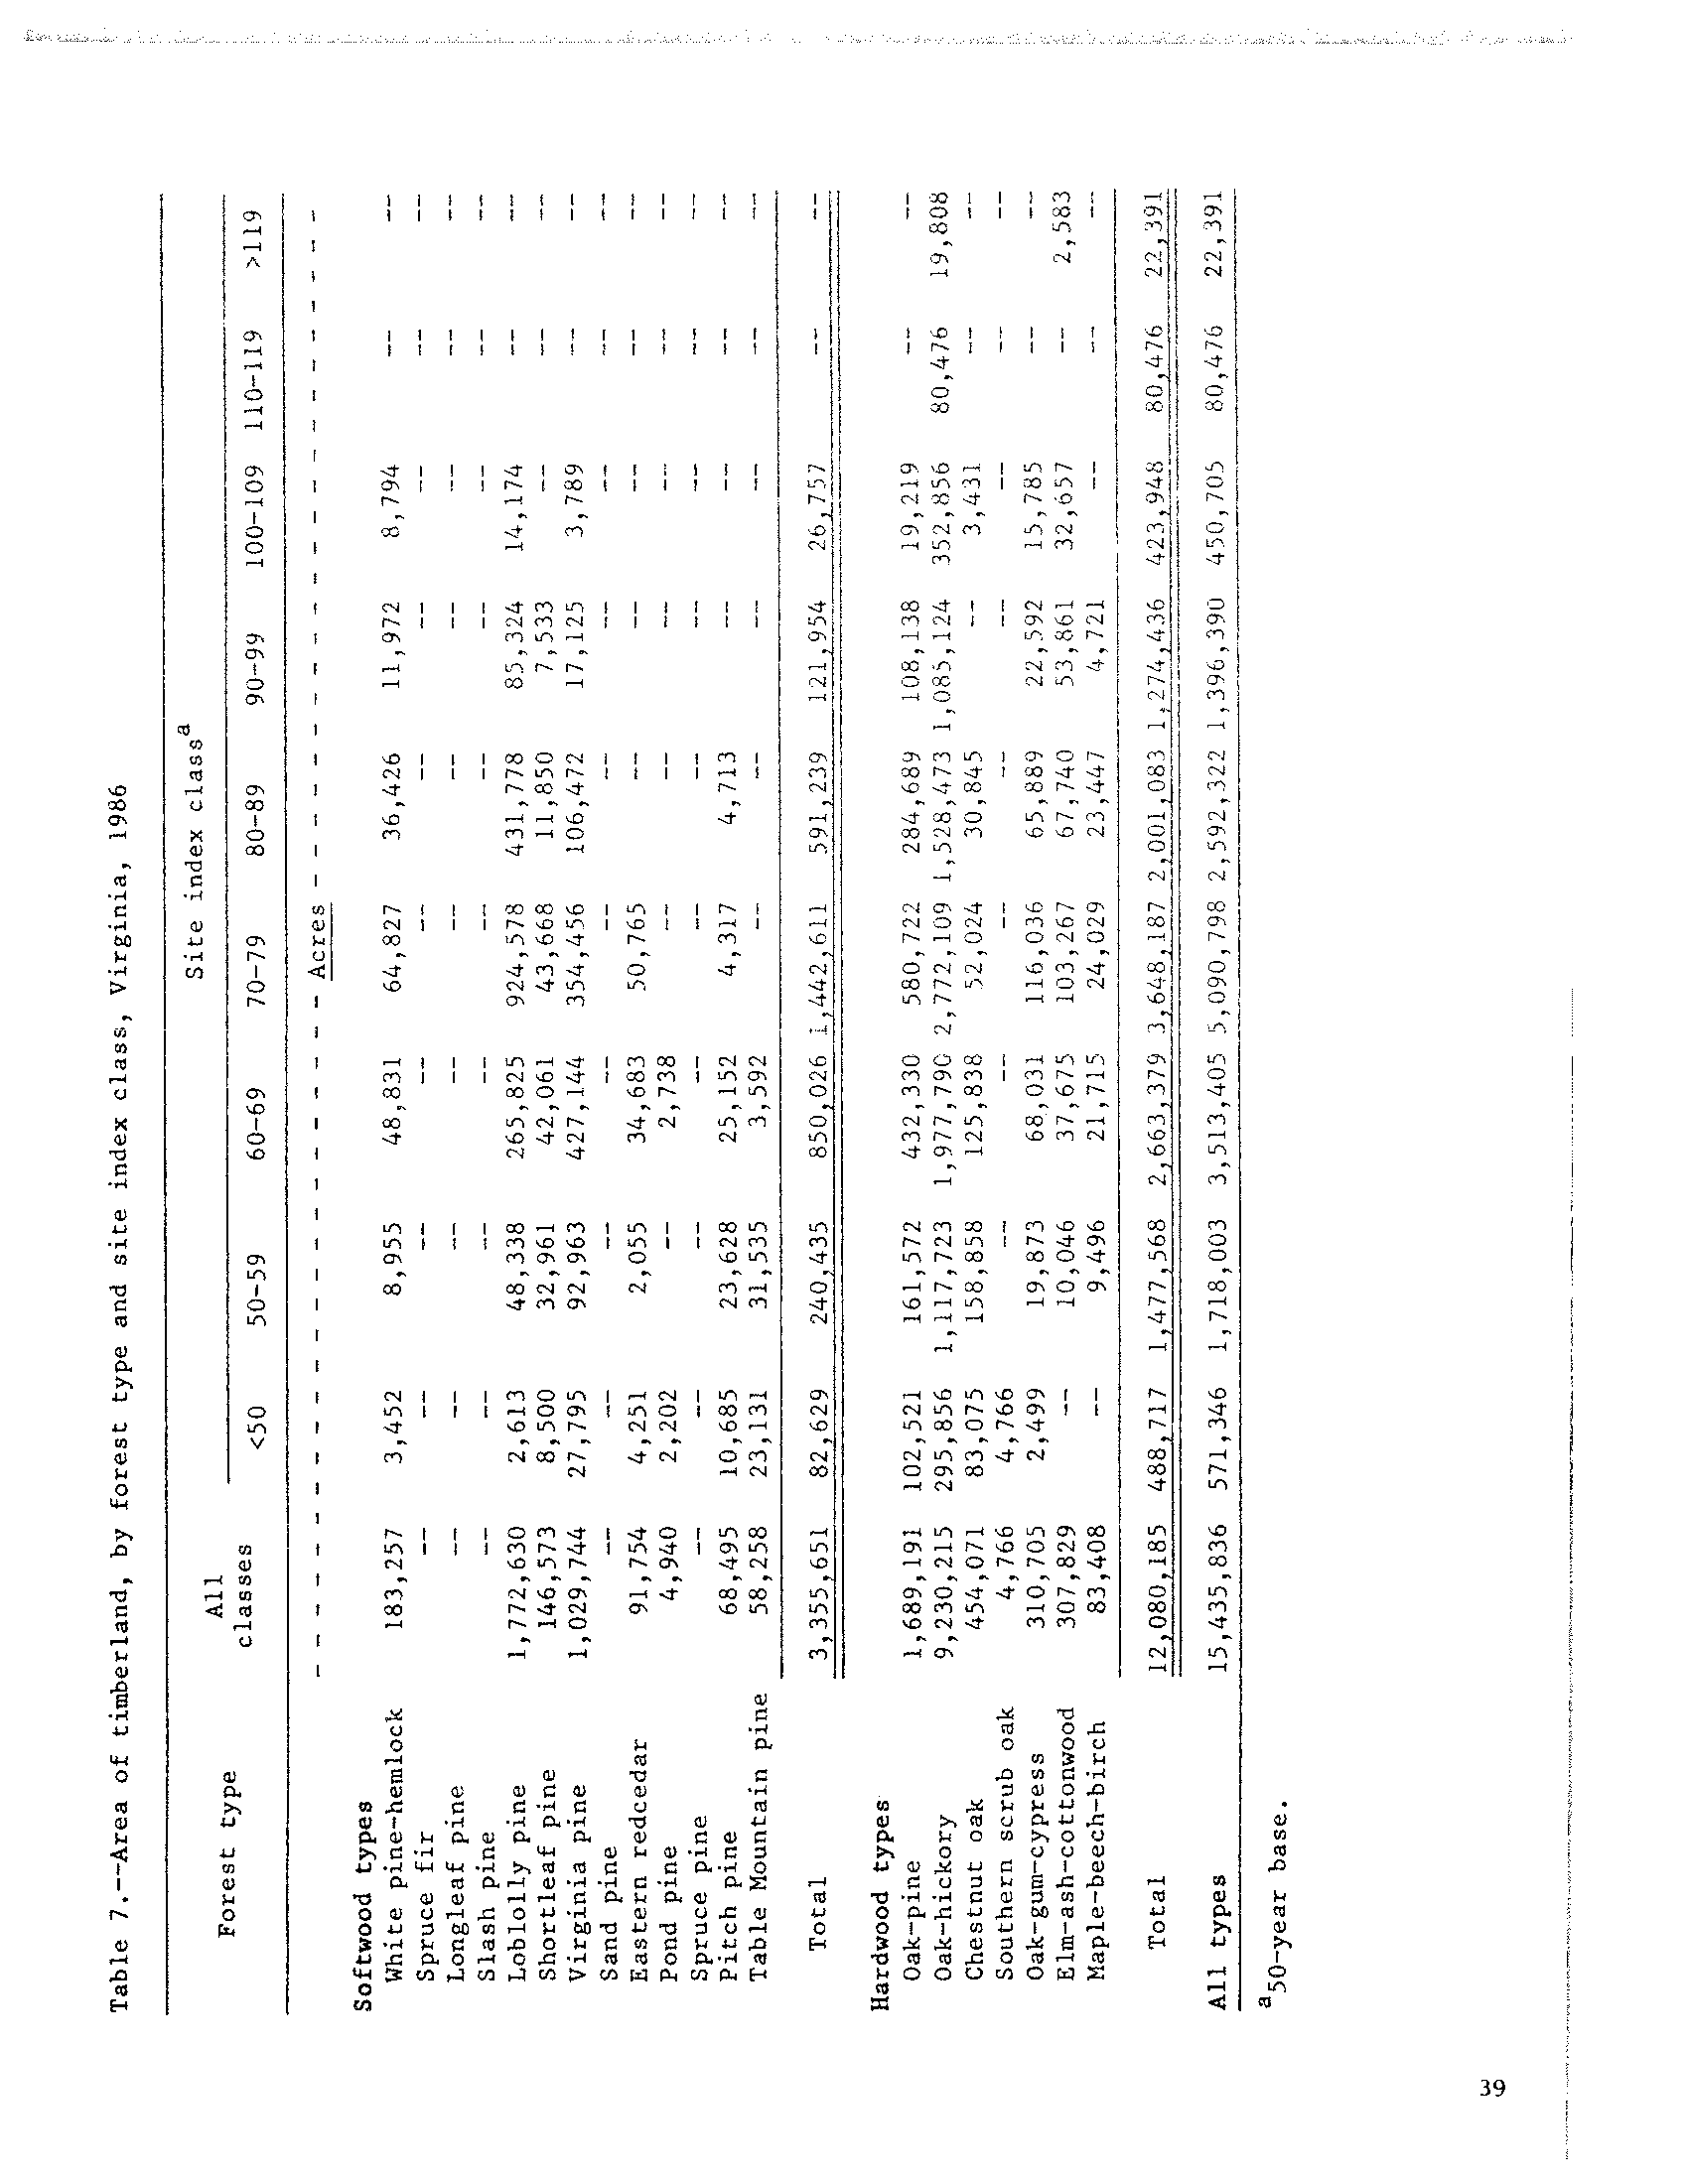 Table 7.--Area of timberland, by forest type and site index class, Virginia, 1986
Site index class^a
Forest type All classes <50 50-59 60-69 70-79 80-89 90-99 100-109 110-119 >119
- - - - - - - - - - - - - - - - - - - - Acres - - - - - - - - - - - - - - - - - - - -
Softwood types
White pine-hemlock 183,257 3,452 8,955 48,831 64,827 36,426 11,972 8,794 -- --
Spruce fir -- -- -- -- -- -- -- -- -- --
Longleaf pine -- -- -- -- -- -- -- -- -- --
Slash pine -- -- -- -- -- -- -- -- -- --
Loblolly pine 1,772,630 2,613 48,338 265,825 924,578 431,778 85,324 14,174 -- --
Shortleaf pine 146,573 8,500 32,961 42,061 43,668 11,850 7,533 -- -- --
Virginia pine 1,029,744 27,795 92,963 427,144 354,456 106,472 17,125 3,789 -- --
Sand pine -- -- -- -- -- -- -- -- -- --
Eastern redcedar 91,754 4,251 2,055 34,683 50,765 -- -- -- -- --
Pond pine 4,940 2,202 -- 2,738 -- -- -- -- -- --
Spruce pine -- -- -- -- -- -- -- -- -- --
Pitch pine 68,495 10,685 23,628 25,152 4,317 4,713 -- -- -- --
Table Mountain pine 58,258 23,131 31,535 3,592 -- -- -- -- -- --
Total 3,355,651 82,629 240,435 850,026 1,442,611 591,239 121,954 26,757 -- --
Hardwood types
Oak-pine 1,689,191 102,521 161,572 432,330 580,722 284,689 108,138 19,219 -- --
Oak-hickory 9,230,215 295,856 1,117,723 1,977,790 2,772,109 1,528,473 1,085,124 352,856 80,476 19,808
Chestnut oak 454,071 83,075 158,858 125,838 52,024 30,845 -- 3,431 -- --
Southern scrub oak 4,766 4,766 -- -- -- -- -- -- -- --
Oak-gum-cypress 310,705 2,499 19,873 68,031 116,036 65,889 22,592 15,785 -- --
Elm-ash-cottonwood 307,829 -- 10,046 37,675 103,267 67,740 53,861 32,657 -- 2,583
Maple-beech-birch 83,408 -- 9,496 21,715 24,029 23,447 4,721 -- -- --
Total 12,080,185 488,717 1,477,568 2,663,379 3,648,187 2,001,083 1,274,436 423,948 80,476 22,391
All types 15,435,836 571,346 1,718,003 3,513,405 5,090,798 2,592,322 1,396,390 450,705 80,476 22,391
^a 50-year base.
39